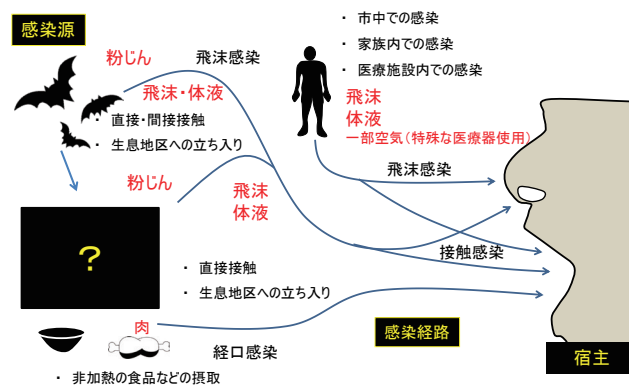 感染源
粉じん
飛沫感染
飛沫・体液
・ 直接・間接接触
・ 生息地区への立ち入り
・ 市中での感染
・ 家族内での感染
・ 医療施設内での感染
飛沫
体液
一部空気(特殊な医療器使用)
飛沫感染
粉じん
飛沫
体液
?
接触感染
・ 直接接触
・ 生息地区への立ち入り
肉
経口感染
感染経路
宿主
・ 非加熱の食品などの摂取